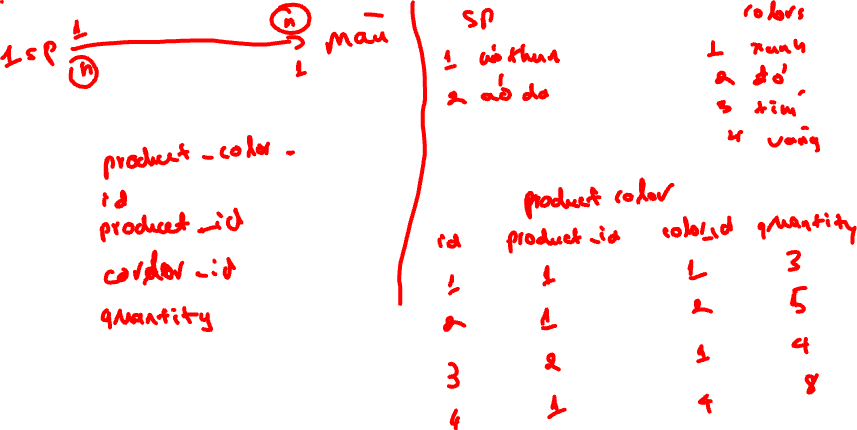 1 n
1 sp màu
n 1
product_color
id
product_id
color_id
quantity
sp
1 áo thun
2 áo da
colors
1 xanh
2 đỏ
3 tím
4 vàng
product color
id product_id color_id quantity
1 1 1 3
2 1 2 5
3 2 1 4
4 1 4 8